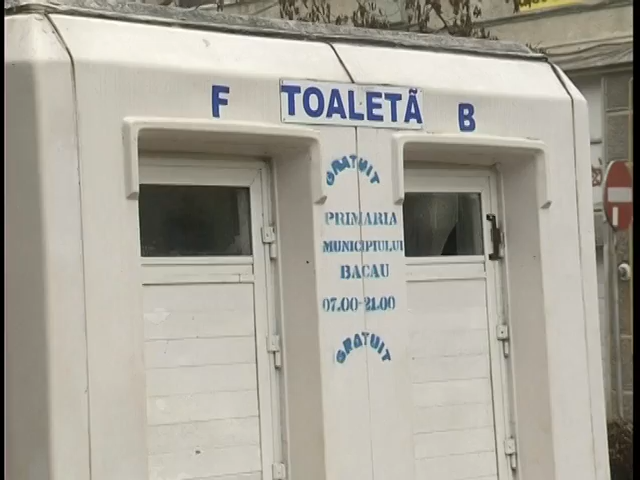 F TOALETĂ B
GRATUIT
PRIMARIA
MUNICIPIULUI
BACAU
07.00-21.00
GRATUIT